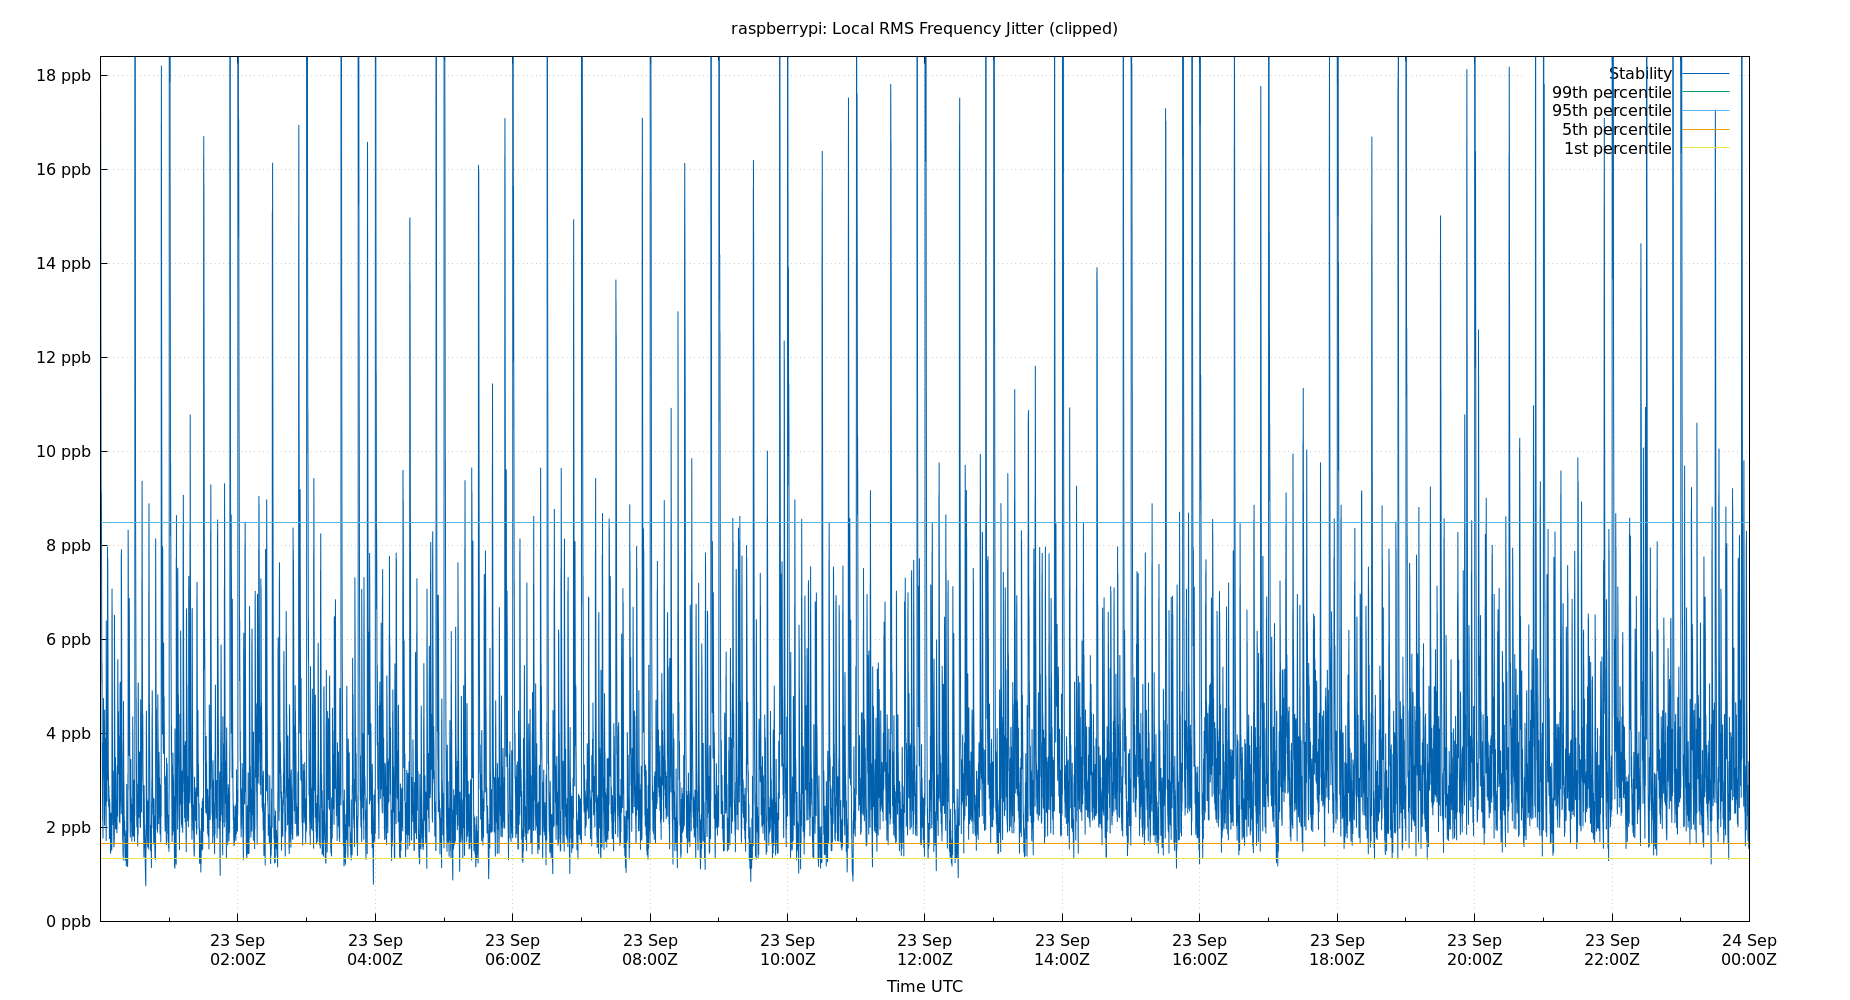 raspberrypi: Local RMS Frequency Jitter (clipped)
18 ppb
16 ppb
14 ppb
12 ppb
10 ppb
8 ppb
6 ppb
4 ppb
2 ppb
0 ppb
Stability
99th percentile
95th percentile
5th percentile
1st percentile
23 Sep 23 Sep 23 Sep 23 Sep 23 Sep 23 Sep 23 Sep 23 Sep 23 Sep 23 Sep 23 Sep 24 Sep
02:00Z 04:00Z 06:00Z 08:00Z 10:00Z 12:00Z 14:00Z 16:00Z 18:00Z 20:00Z 22:00Z 00:00Z
Time UTC